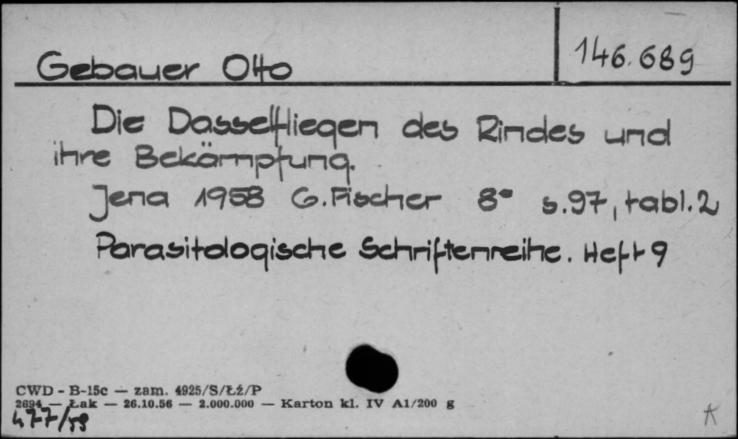 Gebauer Otto
146.689
Die Dasselfliegen des Rindes und
ihre Bekämpfung.
Jena 1958 G. Fischer 8° s.97, tabl.2
Parasitologische Schriftenreihe. Heft 9
CWD - B-15c — zam. 4925/S/Łź/P
2694 — Łak — 26.10.56 — 2.000.000 — Karton kl. IV A1/200 g
477/59